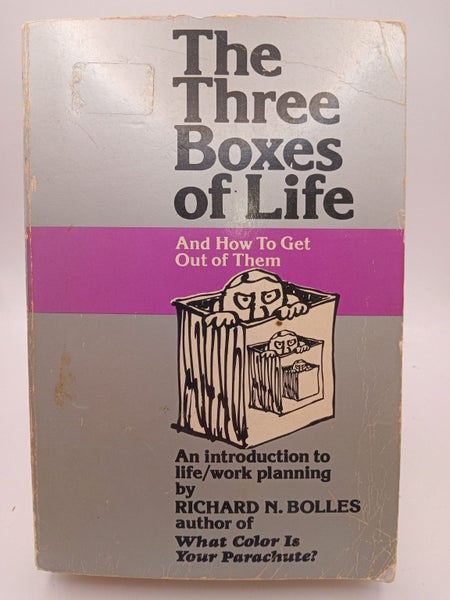 The
Three
Boxes
of Life
And How To Get
Out of Them
An introduction to
life/work planning
by
RICHARD N. BOLLES
author of
What Color Is
Your Parachute?